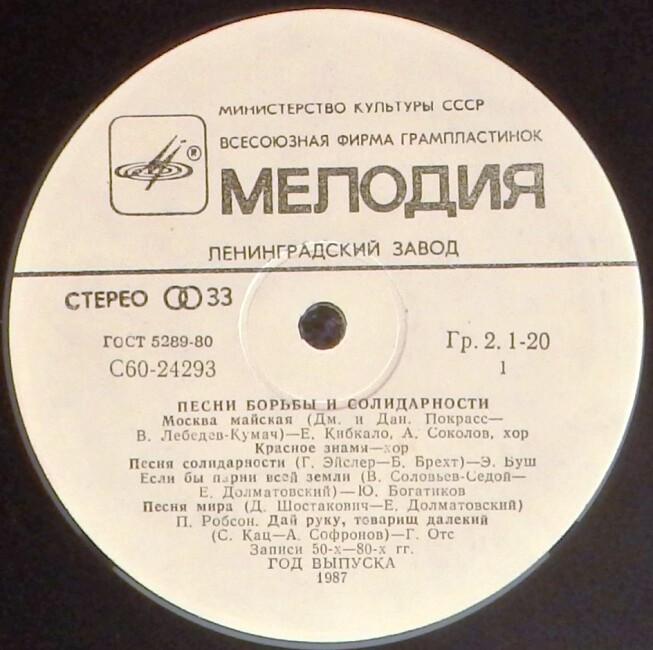 МИНИСТЕРСТВО КУЛЬТУРЫ СССР
ВСЕСОЮЗНАЯ ФИРМА ГРАМПЛАСТИНОК
®
МЕЛОДИЯ
ЛЕНИНГРАДСКИЙ ЗАВОД
СТЕРЕО 33
ГОСТ 5289-80
Гр. 2. 1-20
С60-24293
1
ПЕСНИ БОРЬБЫ И СОЛИДАРНОСТИ
Москва майская (Дм. и Дан. Покрасс—
В. Лебедев-Кумач)—Е. Кибкало, А. Соколов, хор
Красное знамя—хор
Песня солидарности (Г. Эйслер—Б. Брехт)—Э. Буш
Если бы парни всей земли (В. Соловьев-Седой—
Е. Долматовский)—Ю. Богатиков
Песня мира (Д. Шостакович—Е. Долматовский)
П. Робсон. Дай руку, товарищ далекий
(С. Кац—А. Софронов)—Г. Отс
Записи 50-х—80-х гг.
ГОД ВЫПУСКА
1987